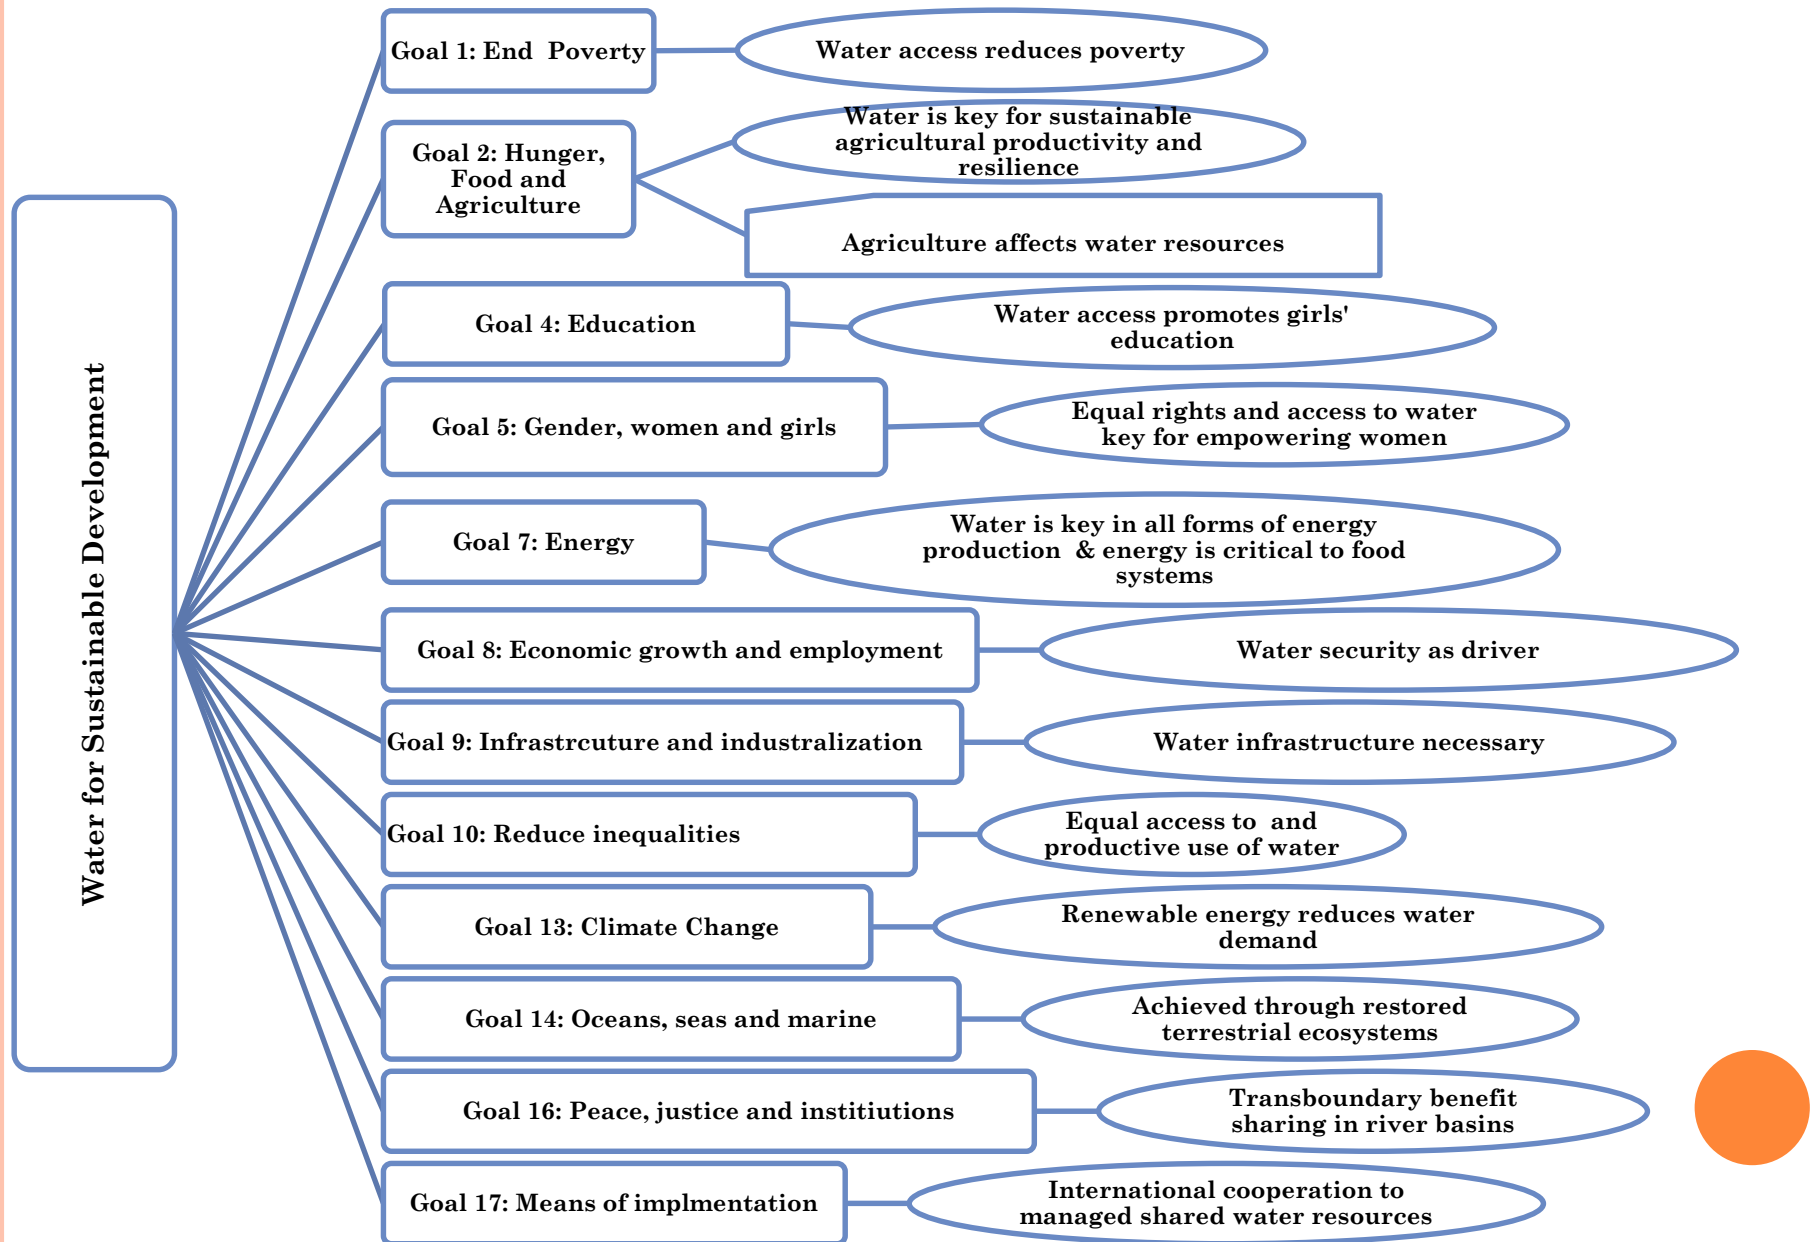 Water for Sustainable Development
Goal 1: End  Poverty
Water access reduces poverty
Goal 2: Hunger,
Food and
Agriculture
Water is key for sustainable
agricultural productivity and
resilience
Agriculture affects water resources
Goal 4: Education
Water access promotes girls'
education
Goal 5: Gender, women and girls
Equal rights and access to water
key for empowering women
Goal 7: Energy
Water is key in all forms of energy
production  & energy is critical to food
systems
Goal 8: Economic growth and employment
Water security as driver
Goal 9: Infrastrcuture and industralization
Water infrastructure necessary
Goal 10: Reduce inequalities
Equal access to  and
productive use of water
Goal 13: Climate Change
Renewable energy reduces water
demand
Goal 14: Oceans, seas and marine
Achieved through restored
terrestrial ecosystems
Goal 16: Peace, justice and institiutions
Transboundary benefit
sharing in river basins
Goal 17: Means of implmentation
International cooperation to
managed shared water resources